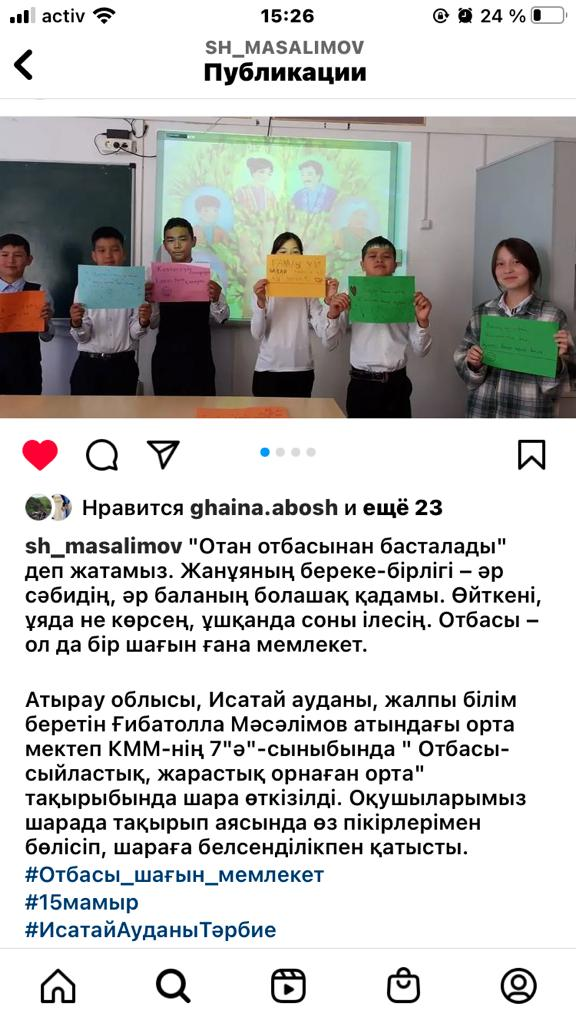 activ 15:26 24 %
SH_MASALIMOV
Публикации
Нравится ghaina.abosh и ещё 23
sh_masalimov "Отан отбасынан басталады"
деп жатамыз. Жанұяның береке-бірлігі – әр
сәбидің, әр баланың болашақ қадамы. Өйткені,
ұяда не көрсең, ұшқанда соны ілесің. Отбасы –
ол да бір шағын ғана мемлекет.
Атырау облысы, Исатай ауданы, жалпы білім
беретін Ғибатолла Мәсәлімов атындағы орта
мектеп КММ-нің 7"ә"-сыныбында " Отбасы-
сыйластық, жарастық орнаған орта"
тақырыбында шара өткізілді. Оқушыларымыз
шарада тақырып аясында өз пікірлерімен
бөлісіп, шараға белсенділікпен қатысты.
#Отбасы_шағын_мемлекет
#15мамыр
#ИсатайАуданыТәрбие